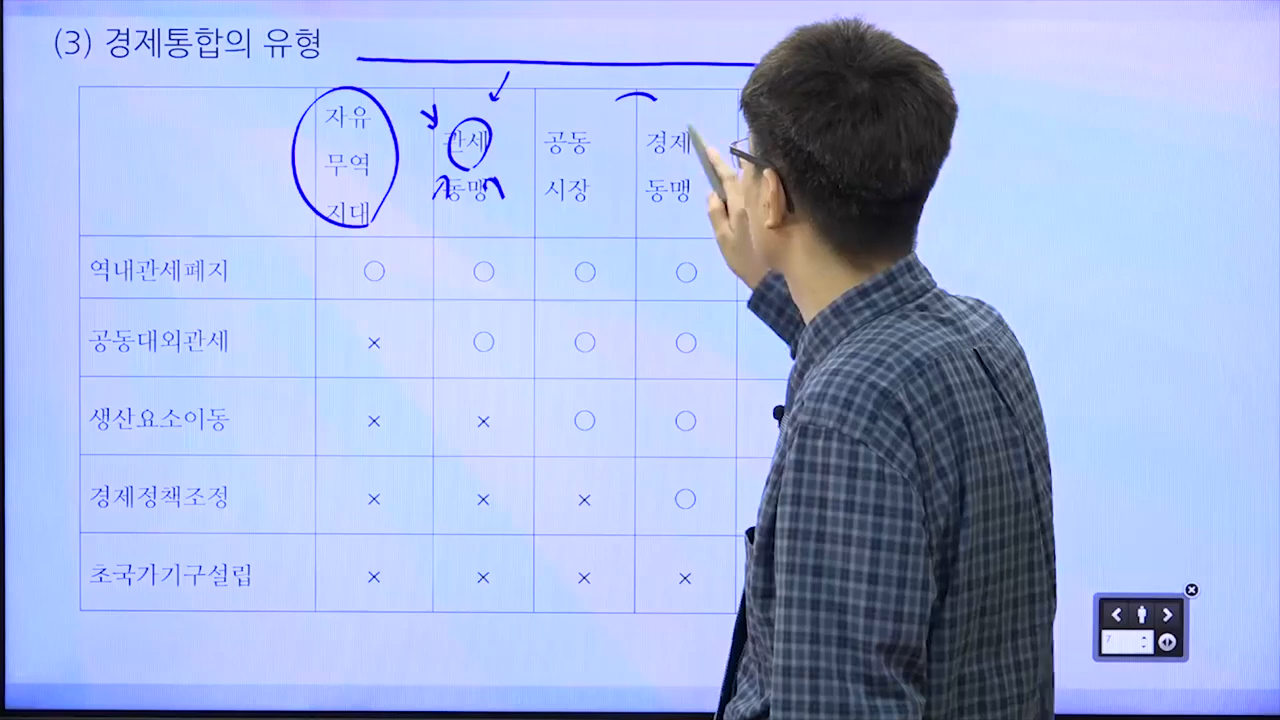 (3) 경제통합의 유형
자유 무역 지대
관세 동맹
공동 시장
경제 동맹
역내관세폐지 ○ ○ ○ ○
공동대외관세 × ○ ○ ○
생산요소이동 × × ○ ○
경제정책조정 × × × ○
초국가기구설립 × × × ×
7